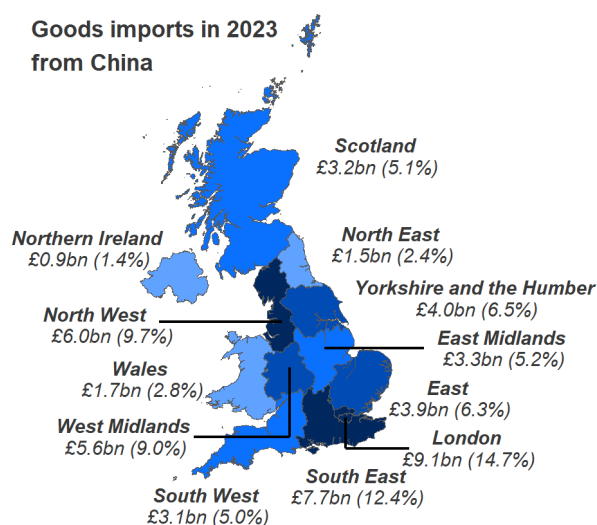 Goods imports in 2023
from China
Scotland
£3.2bn (5.1%)
Northern Ireland
£0.9bn (1.4%)
North East
£1.5bn (2.4%)
Yorkshire and the Humber
£4.0bn (6.5%)
North West
£6.0bn (9.7%)
East Midlands
£3.3bn (5.2%)
Wales
£1.7bn (2.8%)
East
£3.9bn (6.3%)
West Midlands
£5.6bn (9.0%)
London
£9.1bn (14.7%)
South East
£7.7bn (12.4%)
South West
£3.1bn (5.0%)